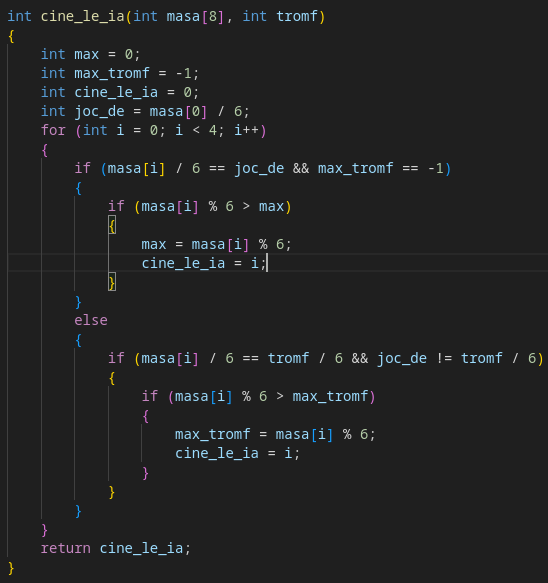 int cine_le_ia(int masa[8], int tromf)
{
    int max = 0;
    int max_tromf = -1;
    int cine_le_ia = 0;
    int joc_de = masa[0] / 6;
    for (int i = 0; i < 4; i++)
    {
        if (masa[i] / 6 == joc_de && max_tromf == -1)
        {
            if (masa[i] % 6 > max)
            {
                max = masa[i] % 6;
                cine_le_ia = i;
            }
        }
        else
        {
            if (masa[i] / 6 == tromf / 6 && joc_de != tromf / 6)
            {
                if (masa[i] % 6 > max_tromf)
                {
                    max_tromf = masa[i] % 6;
                    cine_le_ia = i;
                }
            }
        }
    }
    return cine_le_ia;
}